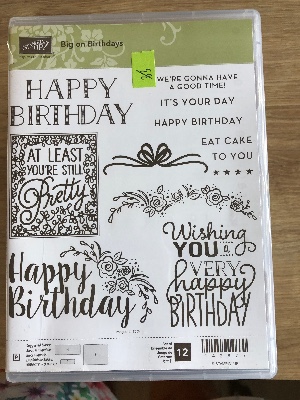 Big on Birthdays
HAPPY
BIRTHDAY
WE'RE GONNA HAVE
A GOOD TIME!
IT'S YOUR DAY
HAPPY BIRTHDAY
EAT CAKE
TO YOU
AT LEAST
YOU'RE STILL
Pretty
Wishing
YOU a
VERY
happy
BIRTHDAY
Happy
Birthday
12